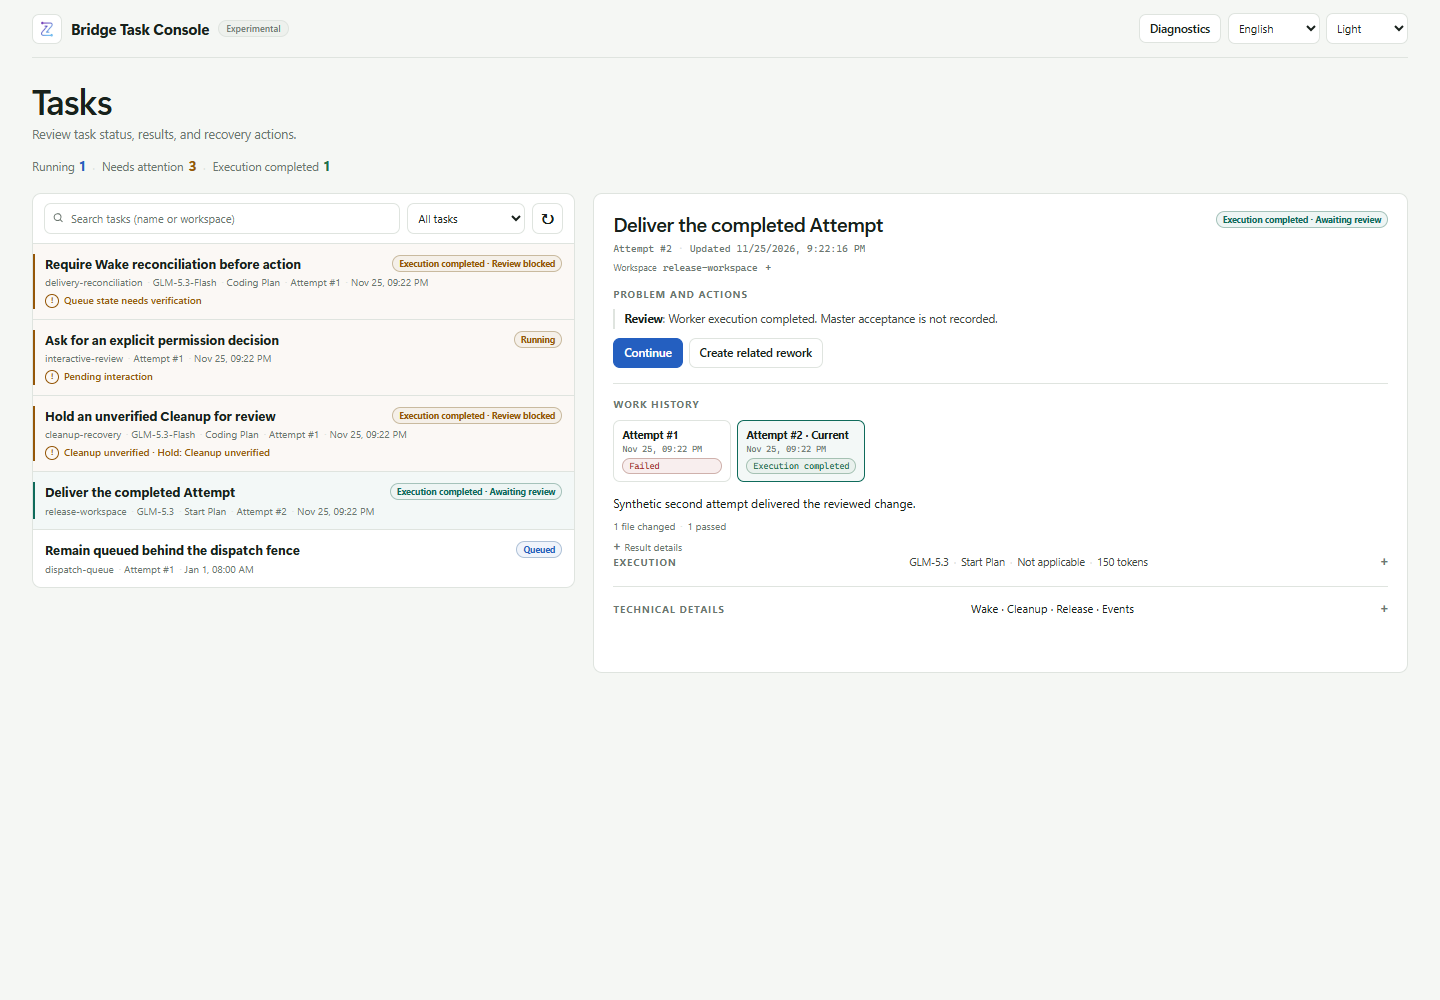 Bridge Task Console
Experimental
Diagnostics
English
Light
Tasks
Review task status, results, and recovery actions.
Running 1 · Needs attention 3 · Execution completed 1
Search tasks (name or workspace)
All tasks
Require Wake reconciliation before action
Execution completed · Review blocked
delivery-reconciliation · GLM-5.3-Flash · Coding Plan · Attempt #1 · Nov 25, 09:22 PM
! Queue state needs verification
Ask for an explicit permission decision
Running
interactive-review · Attempt #1 · Nov 25, 09:22 PM
! Pending interaction
Hold an unverified Cleanup for review
Execution completed · Review blocked
cleanup-recovery · GLM-5.3-Flash · Coding Plan · Attempt #1 · Nov 25, 09:22 PM
! Cleanup unverified · Hold: Cleanup unverified
Deliver the completed Attempt
Execution completed · Awaiting review
release-workspace · GLM-5.3 · Start Plan · Attempt #2 · Nov 25, 09:22 PM
Remain queued behind the dispatch fence
Queued
dispatch-queue · Attempt #1 · Jan 1, 08:00 AM
Deliver the completed Attempt
Execution completed · Awaiting review
Attempt #2 · Updated 11/25/2026, 9:22:16 PM
Workspace release-workspace +
PROBLEM AND ACTIONS
Review: Worker execution completed. Master acceptance is not recorded.
Continue
Create related rework
WORK HISTORY
Attempt #1
Nov 25, 09:22 PM
Failed
Attempt #2 · Current
Nov 25, 09:22 PM
Execution completed
Synthetic second attempt delivered the reviewed change.
1 file changed · 1 passed
+ Result details
EXECUTION
GLM-5.3 · Start Plan · Not applicable · 150 tokens
+
TECHNICAL DETAILS
Wake · Cleanup · Release · Events
+